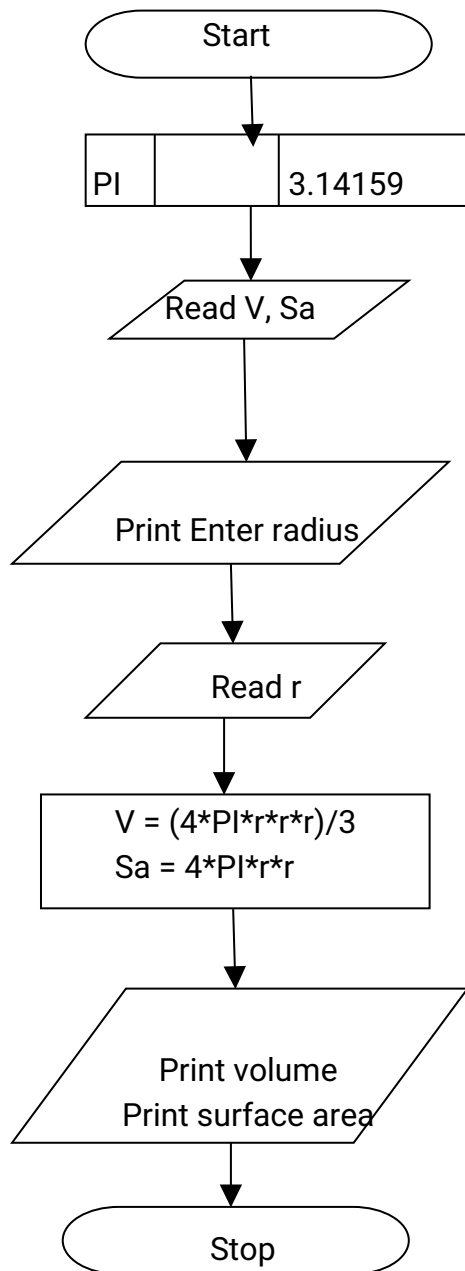 Start
PI 3.14159
Read V, Sa
Print Enter radius
Read r
V = (4*PI*r*r*r)/3
Sa = 4*PI*r*r
Print volume
Print surface area
Stop